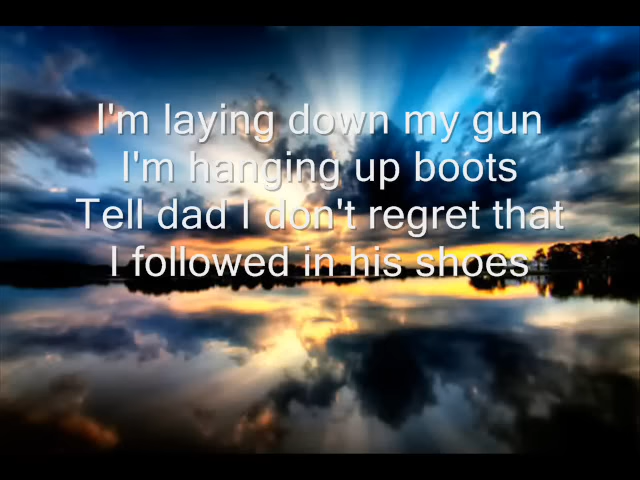 I'm laying down my gun
I'm hanging up boots
Tell dad I don't regret that
I followed in his shoes